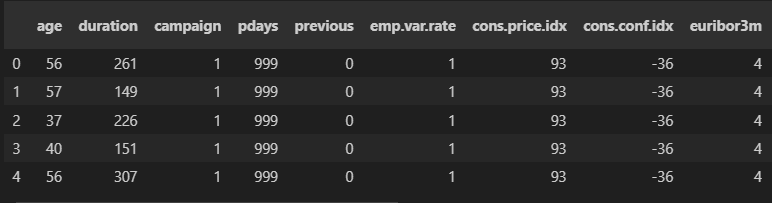 age duration campaign pdays previous emp.var.rate cons.price.idx cons.conf.idx euribor3m
0 56 261 1 999 0 1 93 -36 4
1 57 149 1 999 0 1 93 -36 4
2 37 226 1 999 0 1 93 -36 4
3 40 151 1 999 0 1 93 -36 4
4 56 307 1 999 0 1 93 -36 4